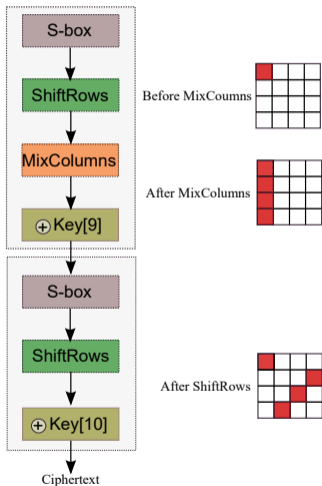 S-box
ShiftRows
Before MixCoumns
MixColumns
After MixColumns
⊕ Key[9]
S-box
ShiftRows
After ShiftRows
⊕ Key[10]
Ciphertext